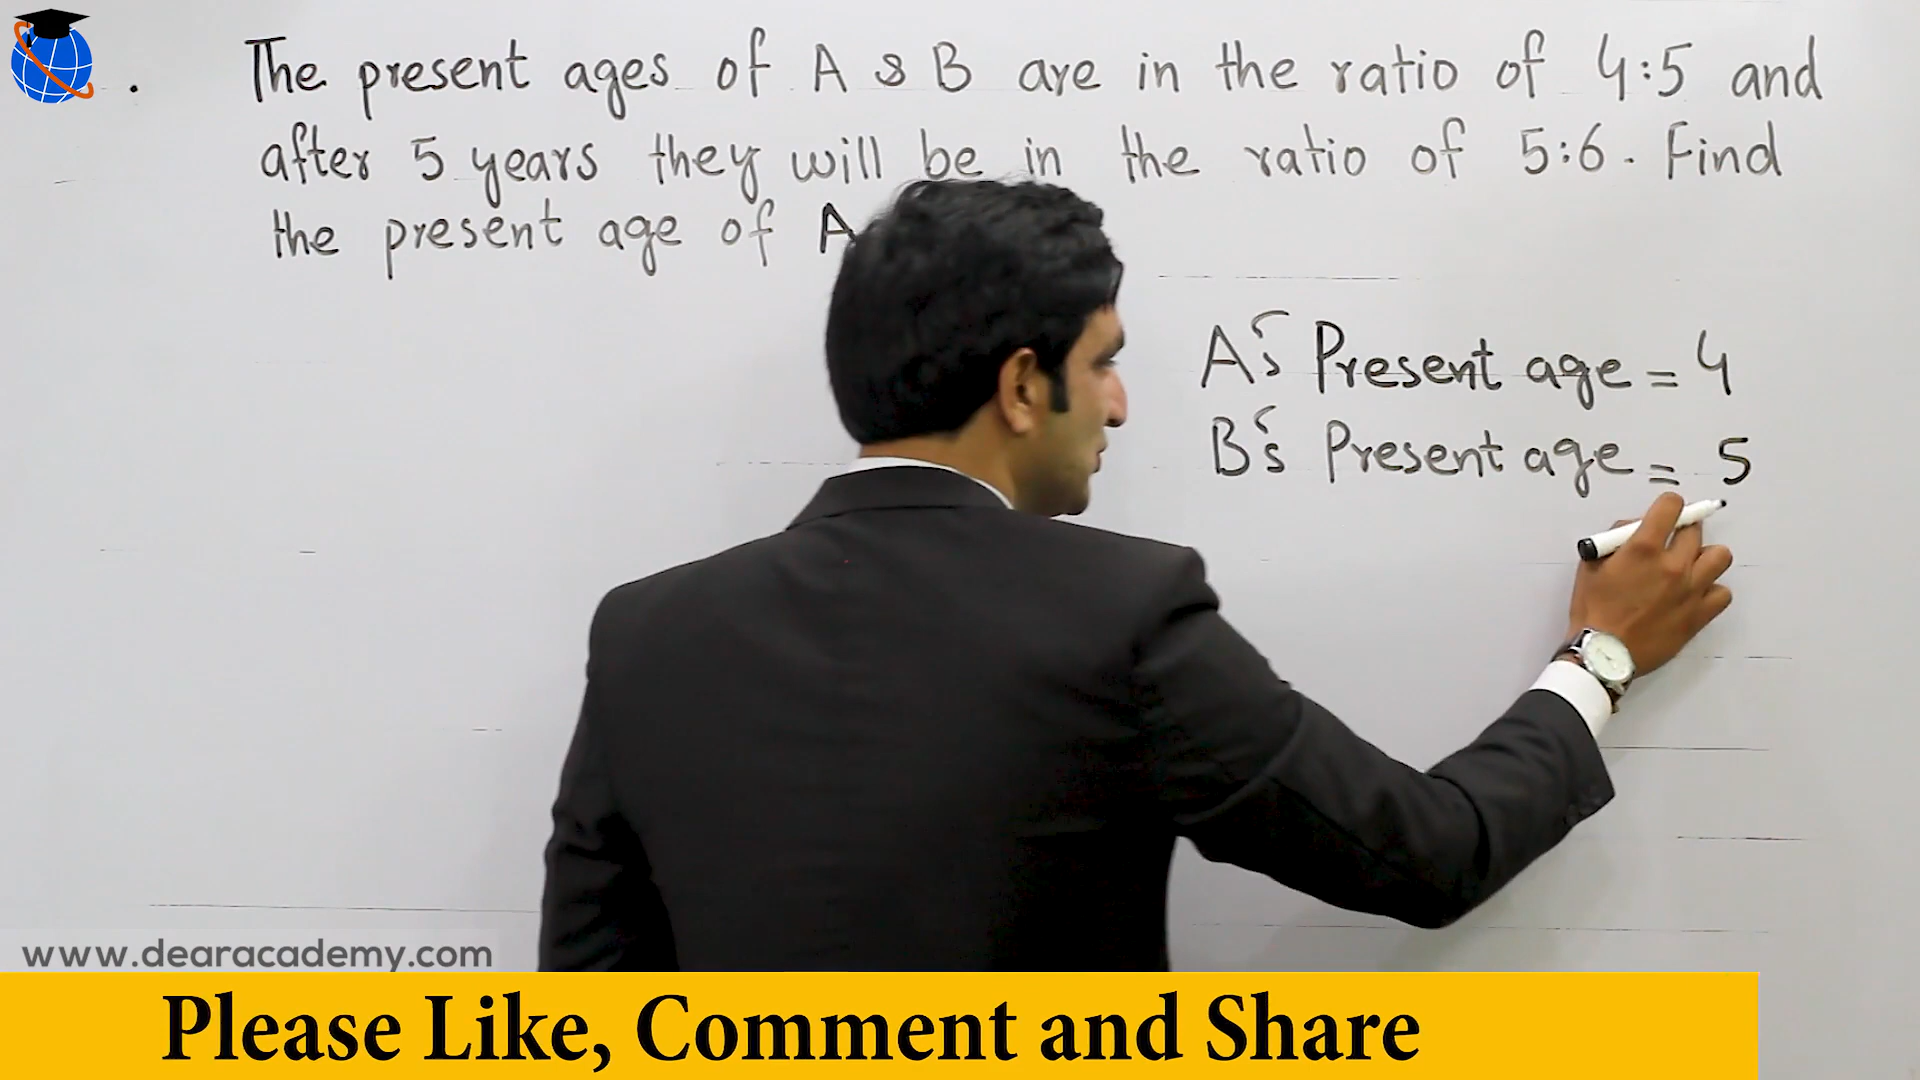 The present ages of A & B are in the ratio of 4:5 and
after 5 years they will be in the ratio of 5:6. Find
the present age of A
A's Present age = 4
B's Present age = 5
www.dearacademy.com
Please Like, Comment and Share